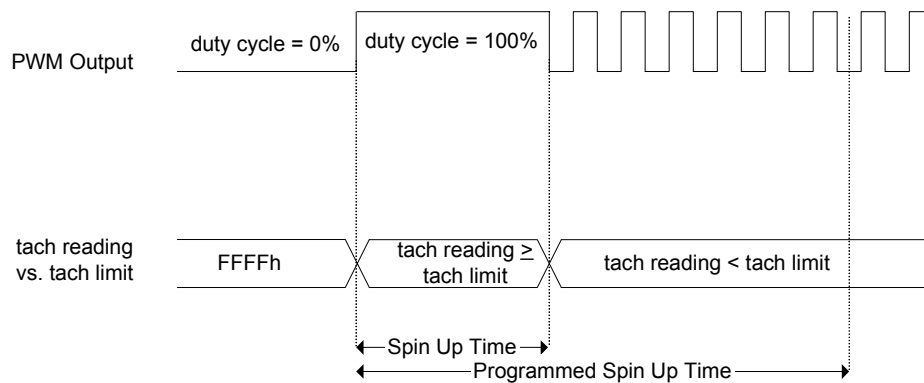 duty cycle = 0%
duty cycle = 100%
PWM Output
tach reading
vs. tach limit
FFFFh
tach reading ≥
tach limit
tach reading < tach limit
Spin Up Time
Programmed Spin Up Time